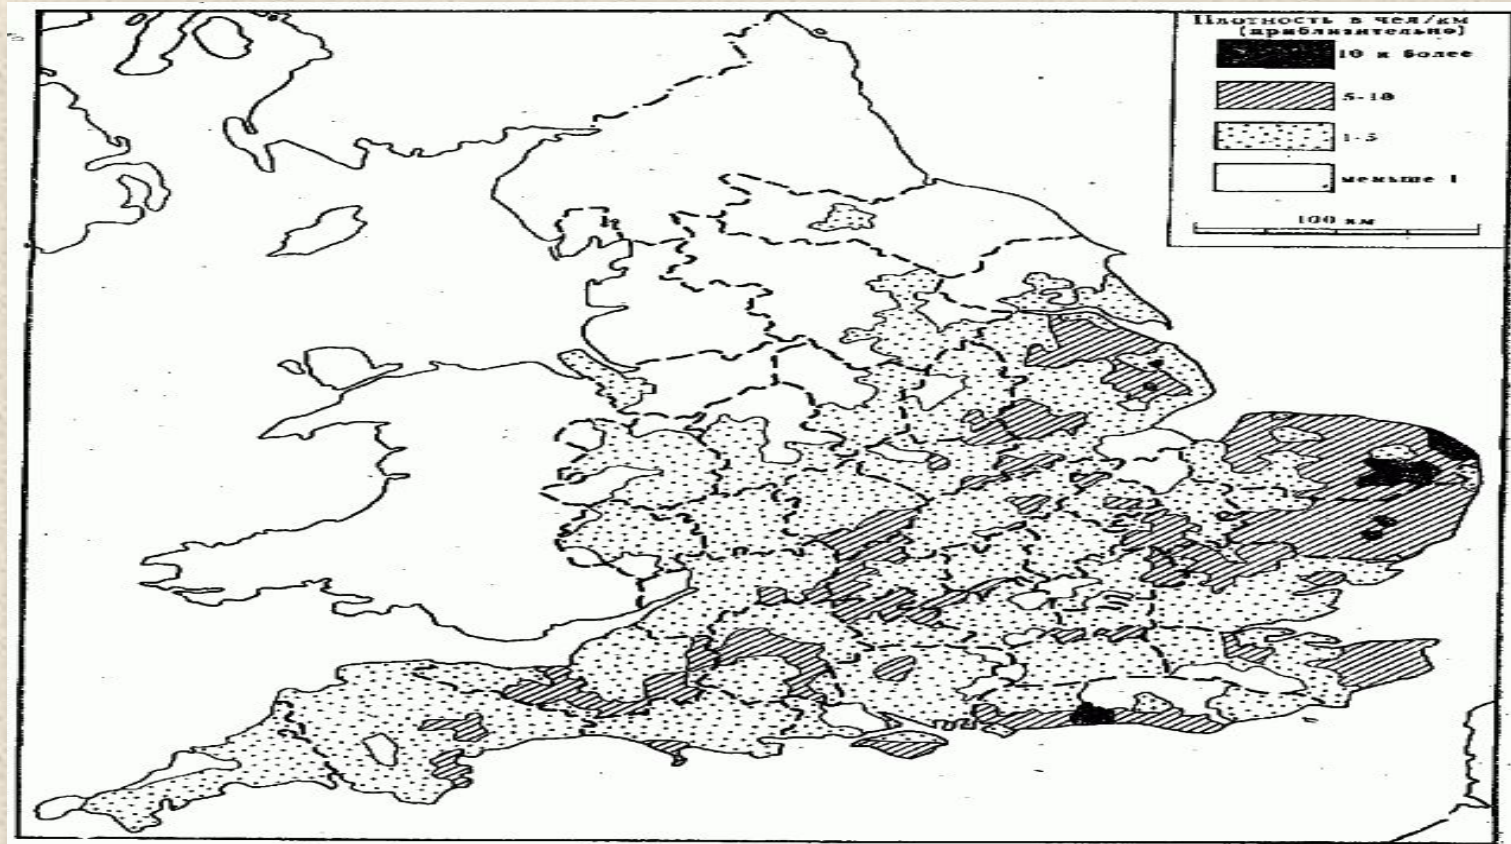 Плотность в чел/км
(приблизительно)
10 и более
5-10
1-5
меньше 1
100 км